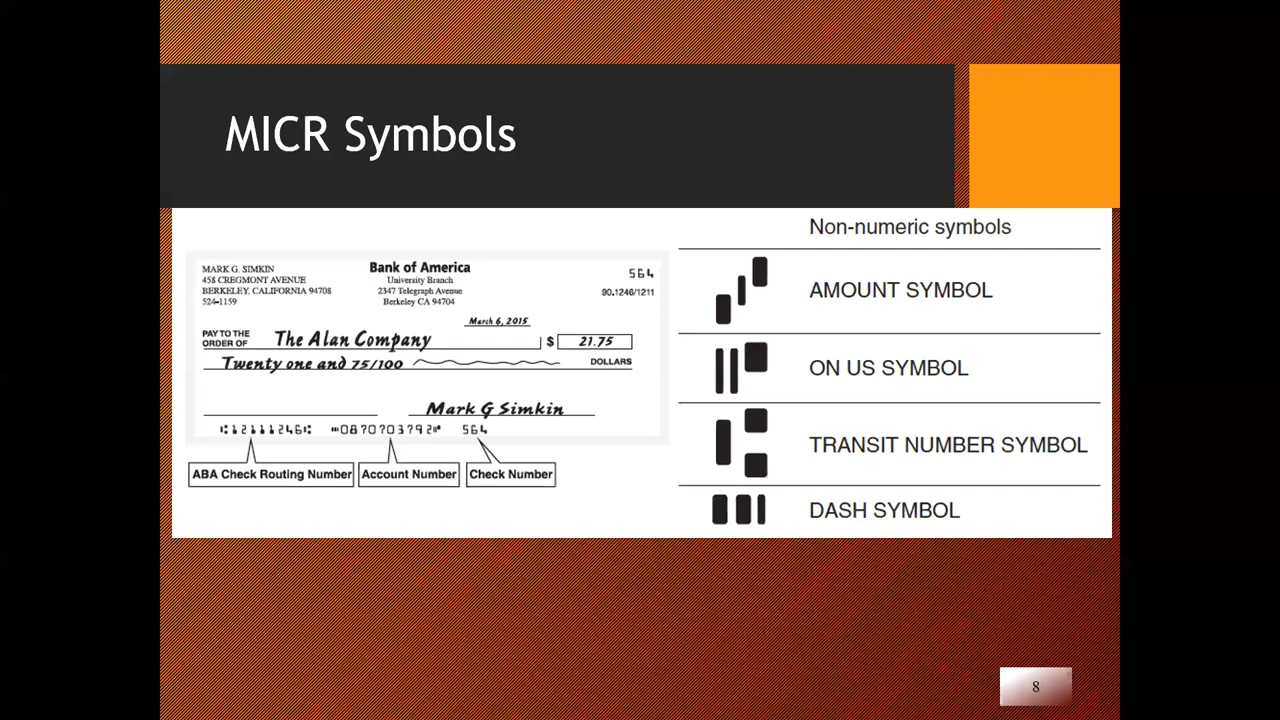 MICR Symbols
MARK G. SIMKIN
458 CREGMONT AVENUE
BERKELEY, CALIFORNIA 94708
524-1159
Bank of America
University Branch
2347 Telegraph Avenue
Berkeley CA 94704
564
90.1246/1211
March 6, 2015
PAY TO THE
ORDER OF
The Alan Company
$ 21.75
Twenty one and 75/100
DOLLARS
Mark G Simkin
⑆121112461⑆ ⑈0870703792⑈ 564
ABA Check Routing Number
Account Number
Check Number
Non-numeric symbols
AMOUNT SYMBOL
ON US SYMBOL
TRANSIT NUMBER SYMBOL
DASH SYMBOL
8